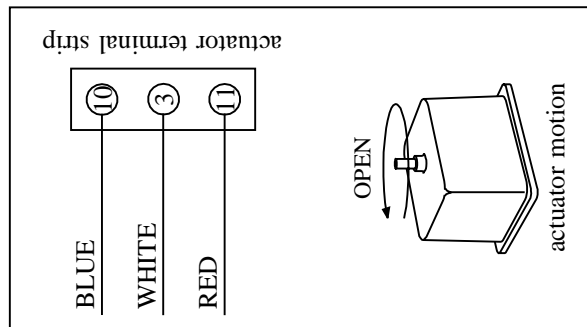 actuator terminal strip
10
3
11
BLUE
WHITE
RED
OPEN
actuator motion